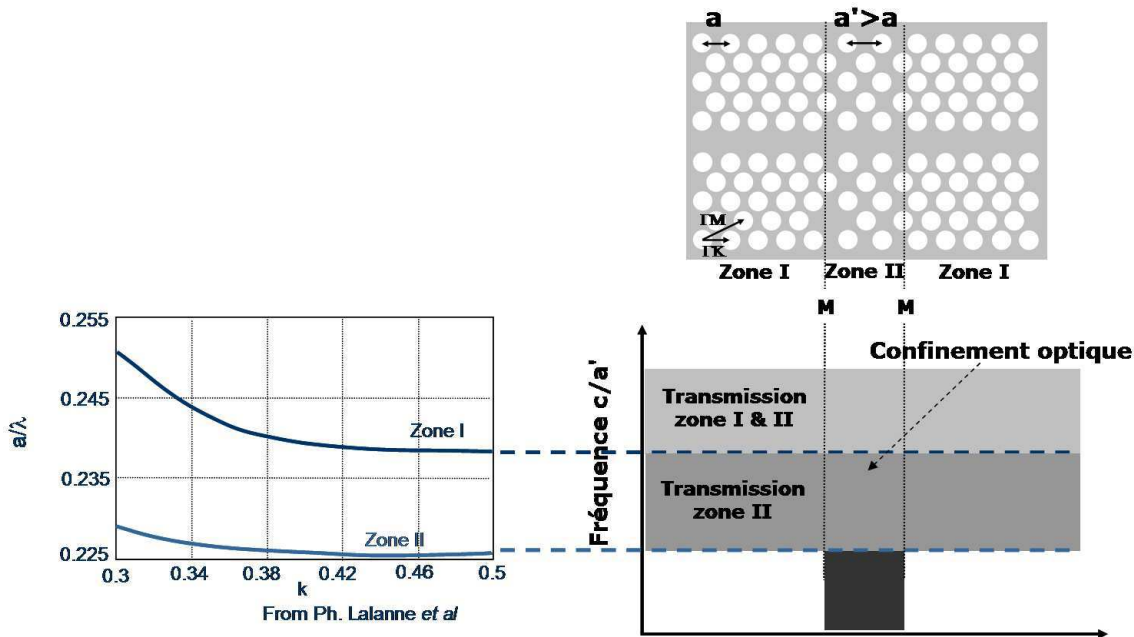 a
a'>a
ΓM
ΓK
Zone I
Zone II
Zone I
M
M
0.255
0.245
0.235
0.225
a/λ
Zone I
Zone II
0.3
0.34
0.38
0.42
0.46
0.5
k
From Ph. Lalanne et al
Fréquence c/a'
Confinement optique
Transmission
zone I & II
Transmission
zone II